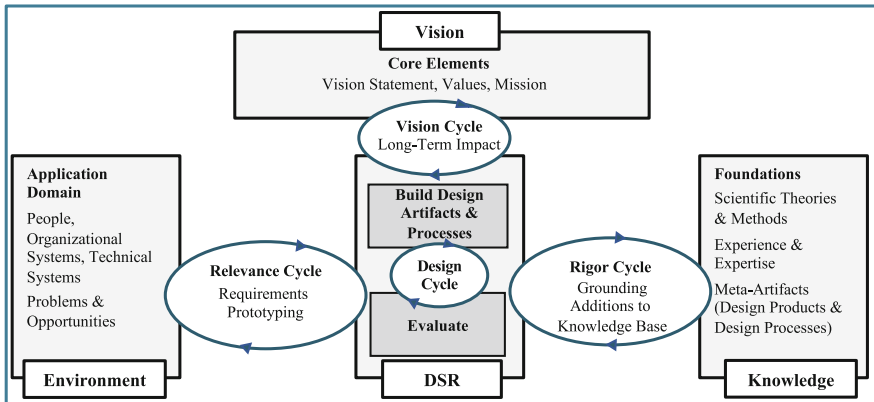 Vision
Core Elements
Vision Statement, Values, Mission
Vision Cycle
Long-Term Impact
Application
Domain
People,
Organizational
Systems, Technical
Systems
Problems &
Opportunities
Environment
Relevance Cycle
Requirements
Prototyping
Build Design
Artifacts &
Processes
Design
Cycle
Evaluate
DSR
Rigor Cycle
Grounding
Additions to
Knowledge Base
Foundations
Scientific Theories
& Methods
Experience &
Expertise
Meta-Artifacts
(Design Products &
Design Processes)
Knowledge